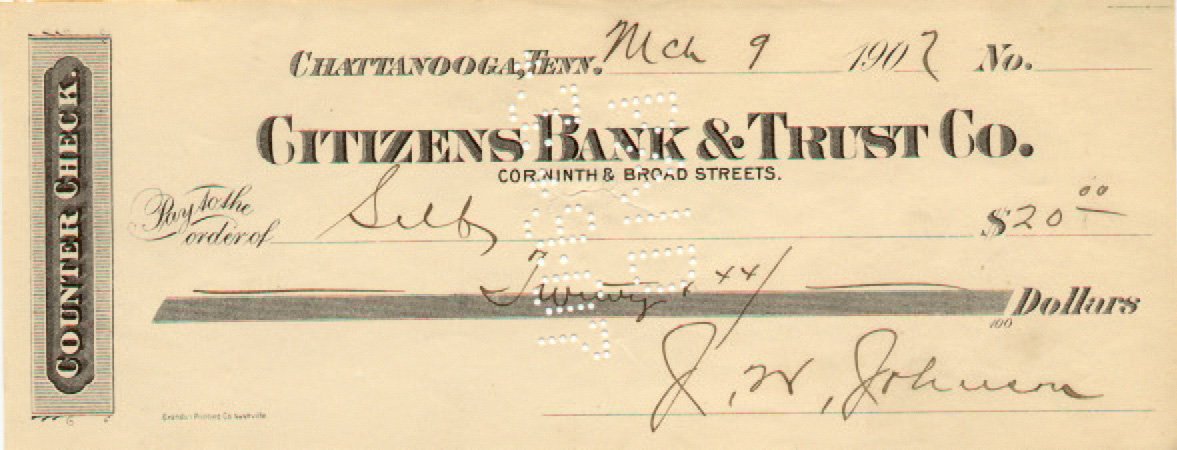 COUNTER CHECK.
CHATTANOOGA, TENN. Mch 9 1907 No.
CITIZENS BANK & TRUST CO.
COR. NINTH & BROAD STREETS.
Pay to the order of Self $20 00
Twenty & xx/100 Dollars
J. W. Johnson